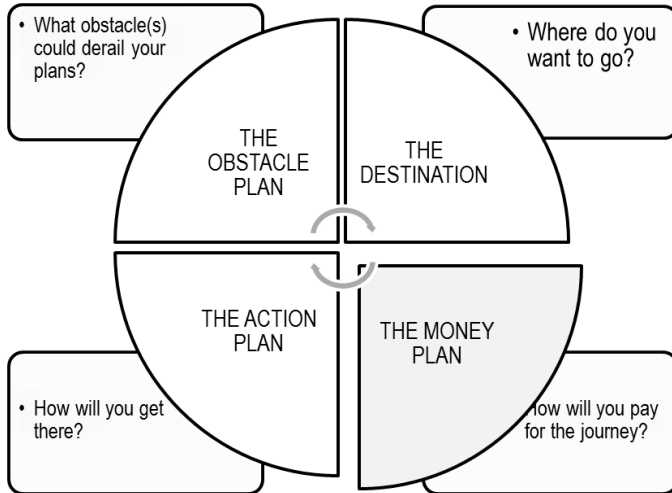 • What obstacle(s)
could derail your
plans?
• Where do you
want to go?
THE
OBSTACLE
PLAN
THE
DESTINATION
THE ACTION
PLAN
THE MONEY
PLAN
• How will you get
there?
How will you pay
for the journey?